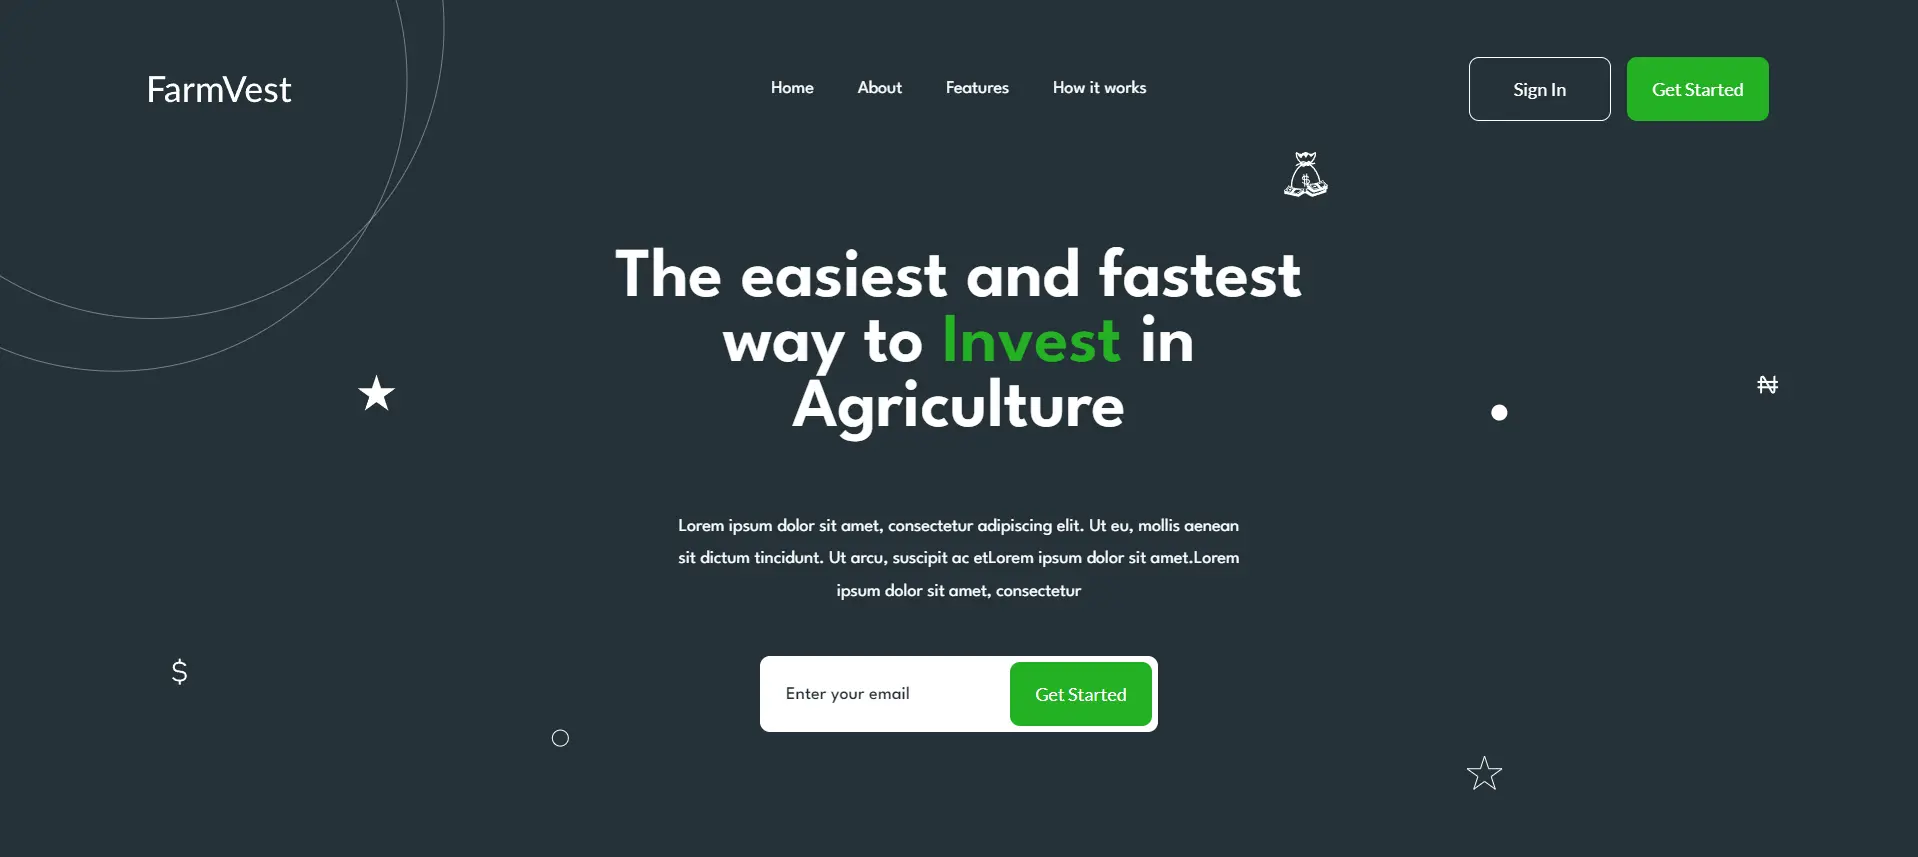 FarmVest
Home
About
Features
How it works
Sign In
Get Started
$
The easiest and fastest
way to Invest in
Agriculture
₦
Lorem ipsum dolor sit amet, consectetur adipiscing elit. Ut eu, mollis aenean
sit dictum tincidunt. Ut arcu, suscipit ac etLorem ipsum dolor sit amet.Lorem
ipsum dolor sit amet, consectetur
$
Enter your email
Get Started